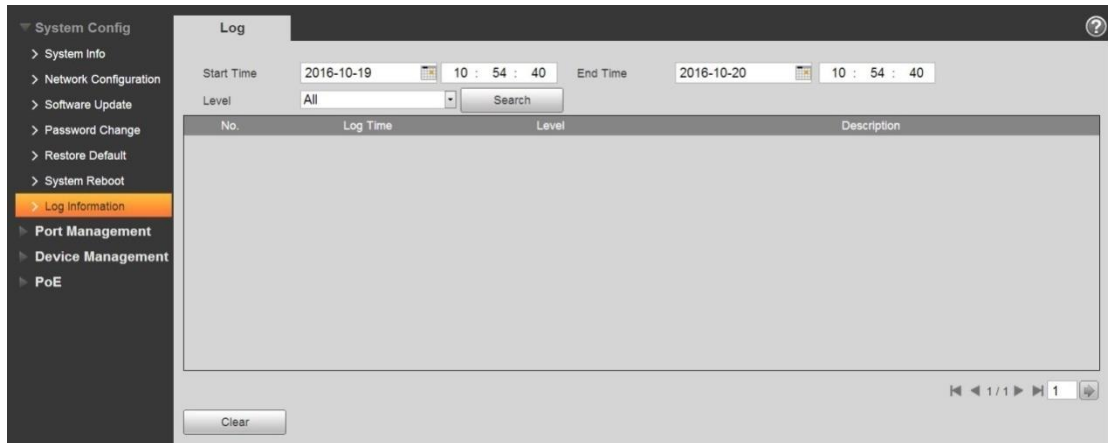 System Config
System Info
Network Configuration
Software Update
Password Change
Restore Default
System Reboot
Log Information
Port Management
Device Management
PoE
Log
?
Start Time 2016-10-19 10 : 54 : 40 End Time 2016-10-20 10 : 54 : 40
Level All Search
No. Log Time Level Description
1 / 1 1
Clear